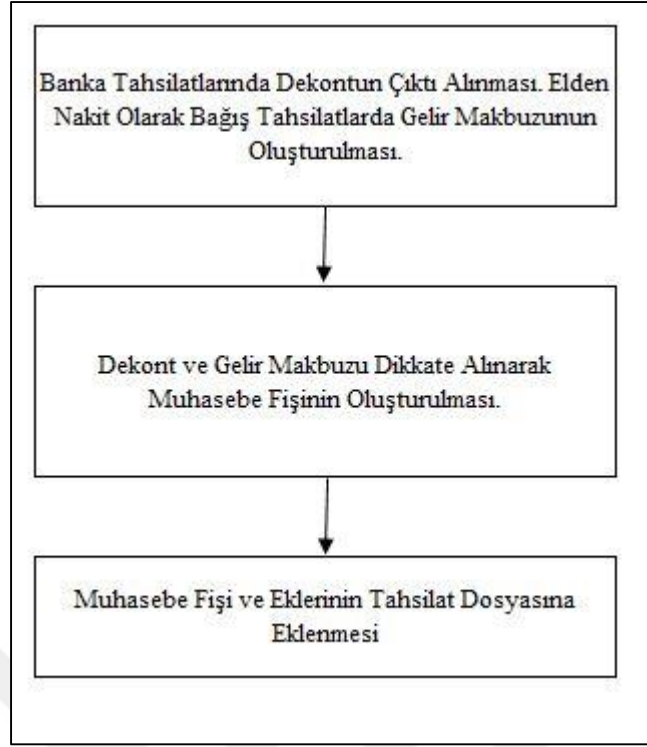 Banka Tahsilatlarında Dekontun Çıktı Alınması. Elden
Nakit Olarak Bağış Tahsilatlarda Gelir Makbuzunun
Oluşturulması.
Dekont ve Gelir Makbuzu Dikkate Alınarak
Muhasebe Fişinin Oluşturulması.
Muhasebe Fişi ve Eklerinin Tahsilat Dosyasına
Eklenmesi